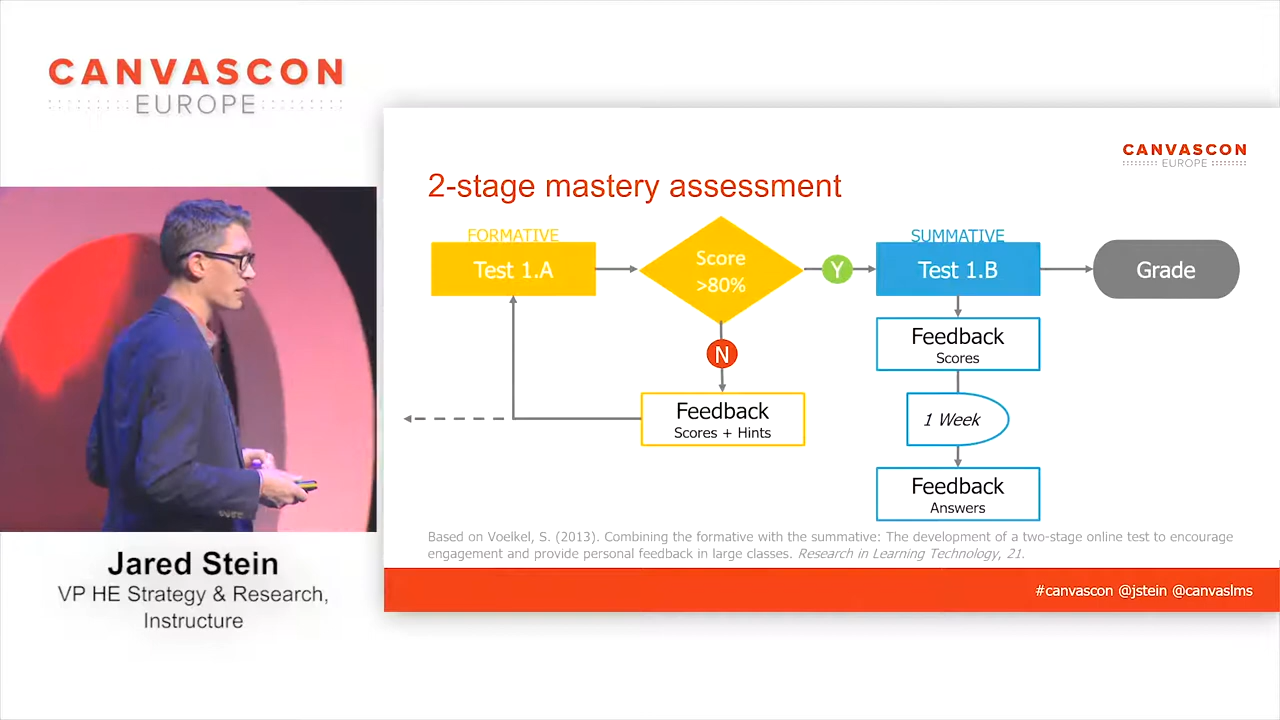 CANVASCON
EUROPE
CANVASCON
EUROPE
2-stage mastery assessment
FORMATIVE
Test 1.A
Score
>80%
Y
SUMMATIVE
Test 1.B
Grade
N
Feedback
Scores
Feedback
Scores + Hints
1 Week
Feedback
Answers
Based on Voelkel, S. (2013). Combining the formative with the summative: The development of a two-stage online test to encourage
engagement and provide personal feedback in large classes. Research in Learning Technology, 21.
Jared Stein
VP HE Strategy & Research,
Instructure
#canvascon @jstein @canvaslms